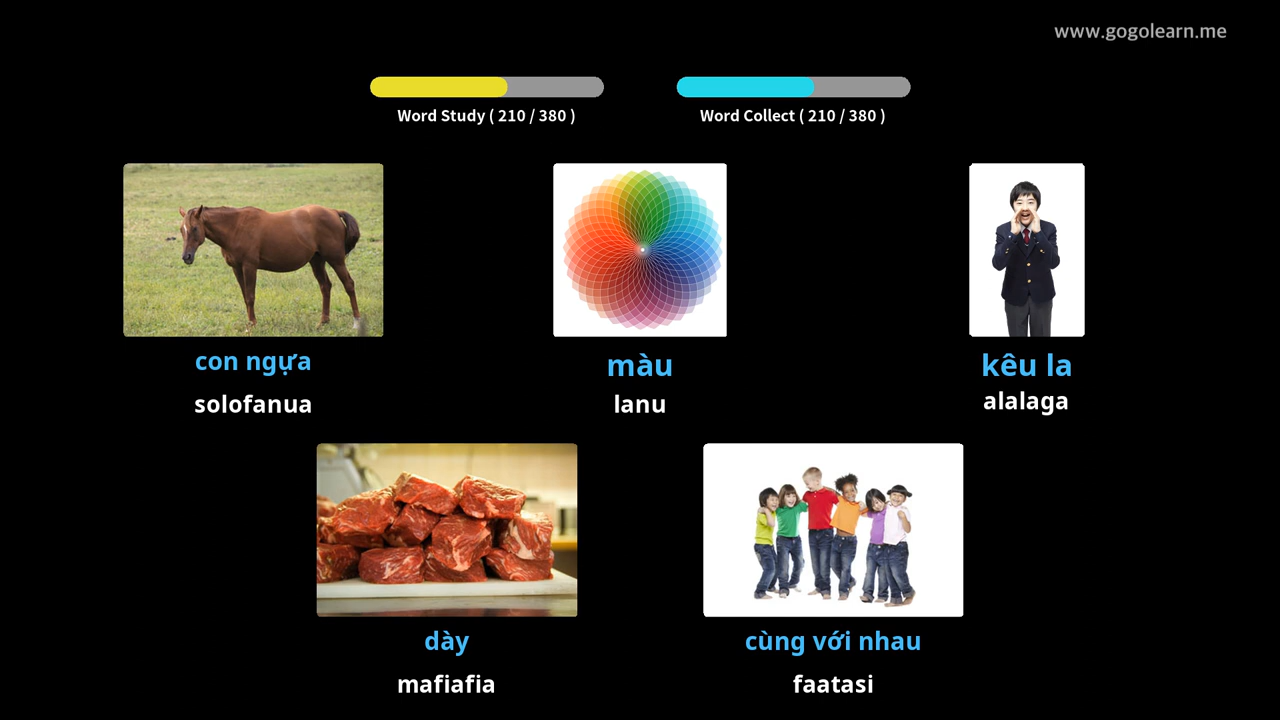 www.gogolearn.me
Word Study ( 210 / 380 )
Word Collect ( 210 / 380 )
con ngựa
màu
kêu la
solofanua
lanu
alalaga
dày
cùng với nhau
mafiafia
faatasi